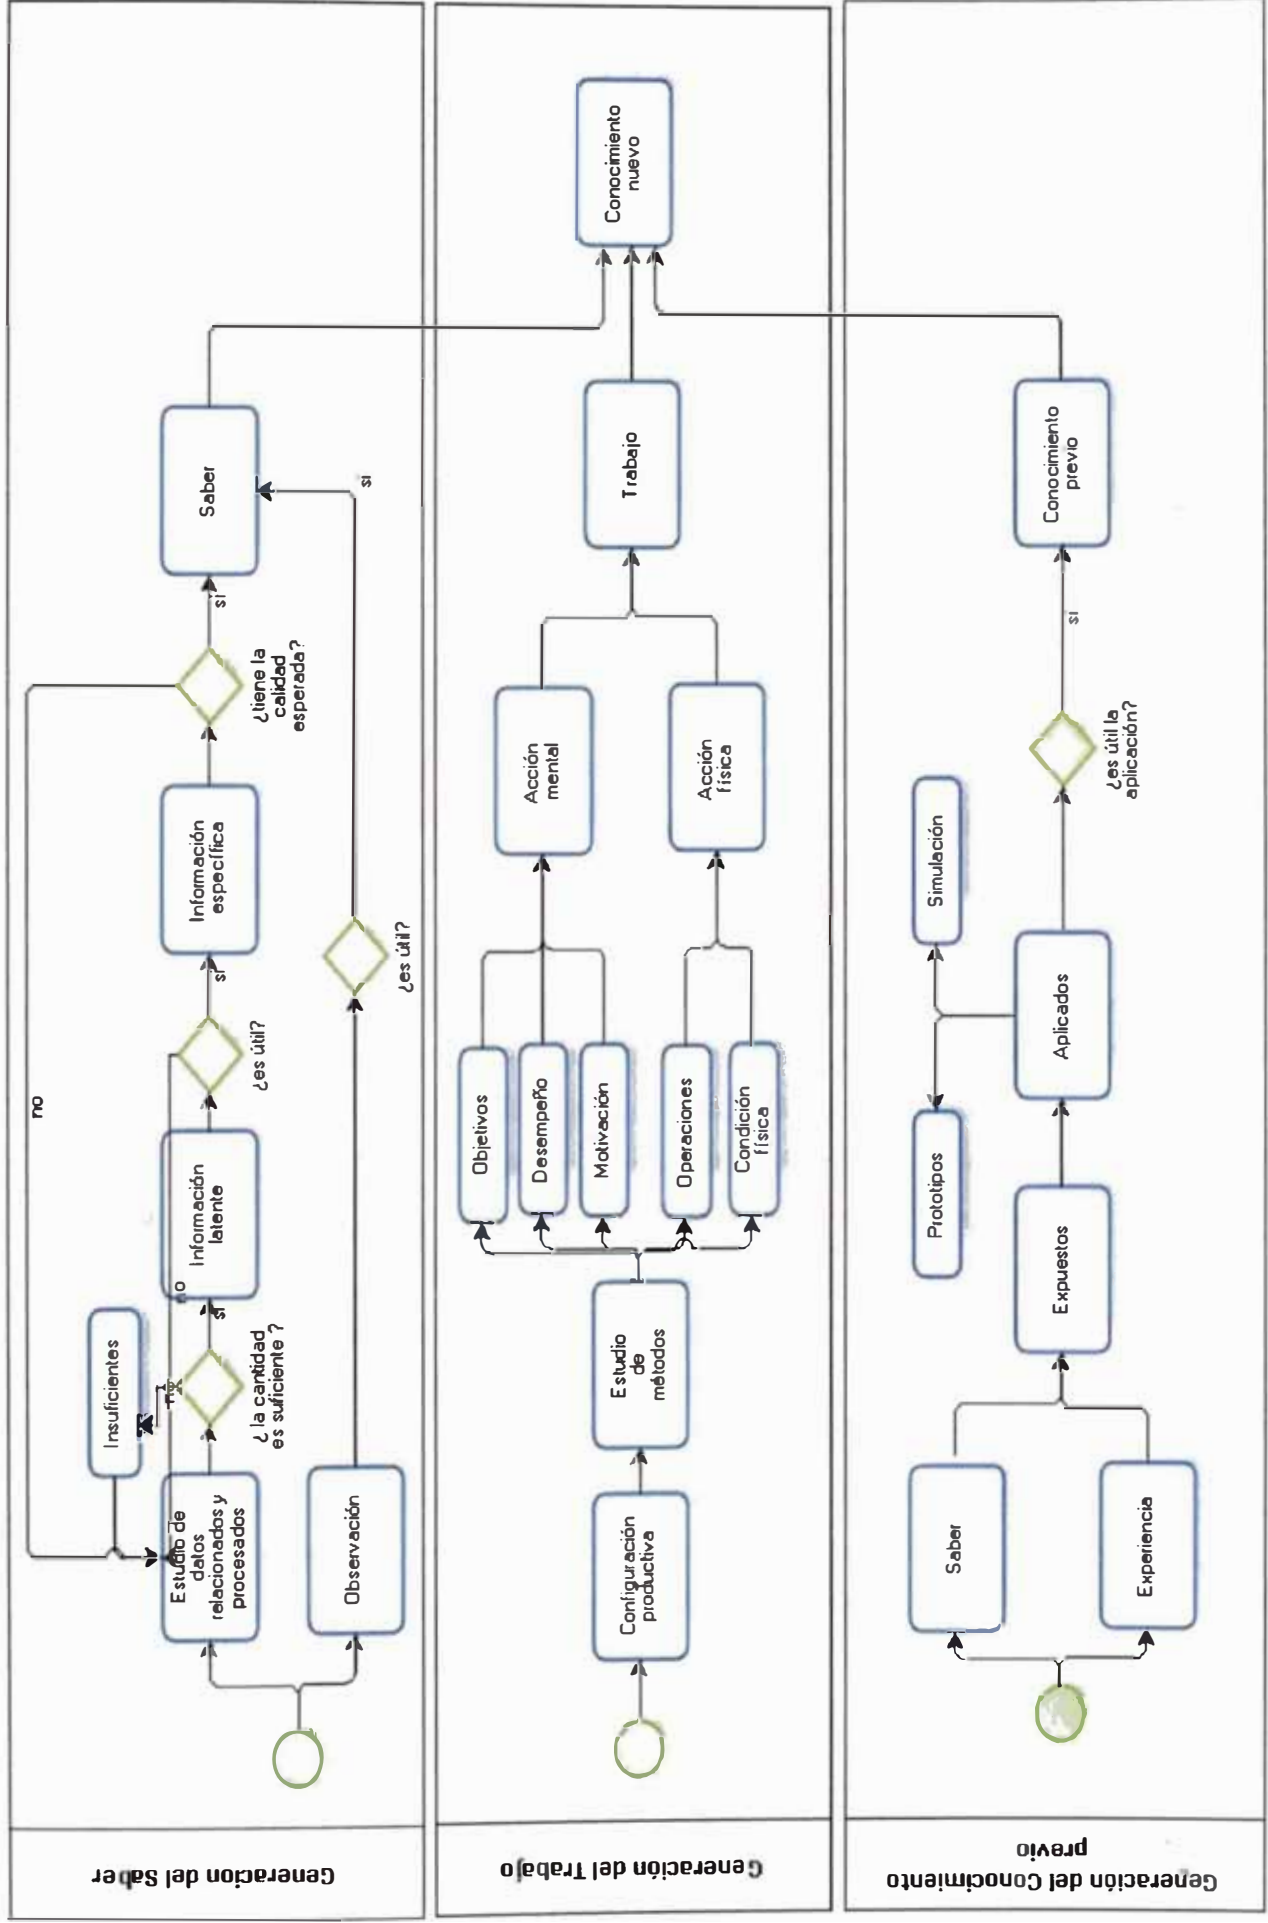 Generación del Saber
Estudio de
datos
relacionados y
procesados
Observación
Insuficientes
¿ la cantidad
es suficiente ?
no
si
Información
latente
no
¿es útil?
si
Información
específica
¿tiene la
calidad
esperada?
no
si
Saber
¿es útil?
si
Generación del Trabajo
Configuración
productiva
Estudio
de
métodos
Objetivos
Desempeño
Motivación
Operaciones
Condición
física
Acción
mental
Acción
física
Trabajo
Conocimiento
nuevo
Generación del Conocimiento
previo
Saber
Experiencia
Expuestos
Aplicados
Prototipos
Simulación
¿es útil la
aplicación?
si
Conocimiento
previo